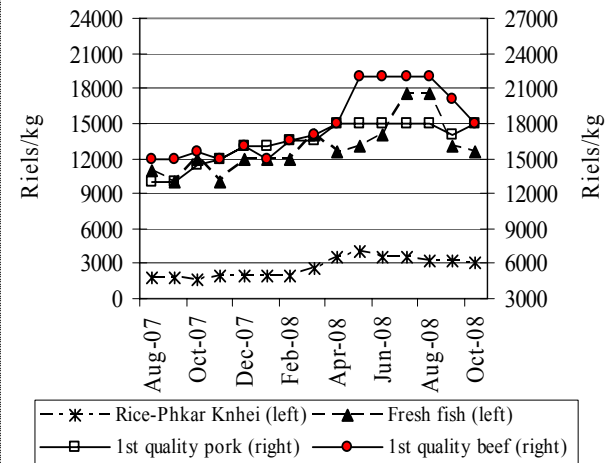 24000
21000
18000
15000
12000
9000
6000
3000
0
Riels/kg
27000
24000
21000
18000
15000
12000
9000
6000
3000
Riels/kg
Aug-07
Oct-07
Dec-07
Feb-08
Apr-08
Jun-08
Aug-08
Oct-08
Rice-Phkar Knhei (left)
Fresh fish (left)
1st quality pork (right)
1st quality beef (right)